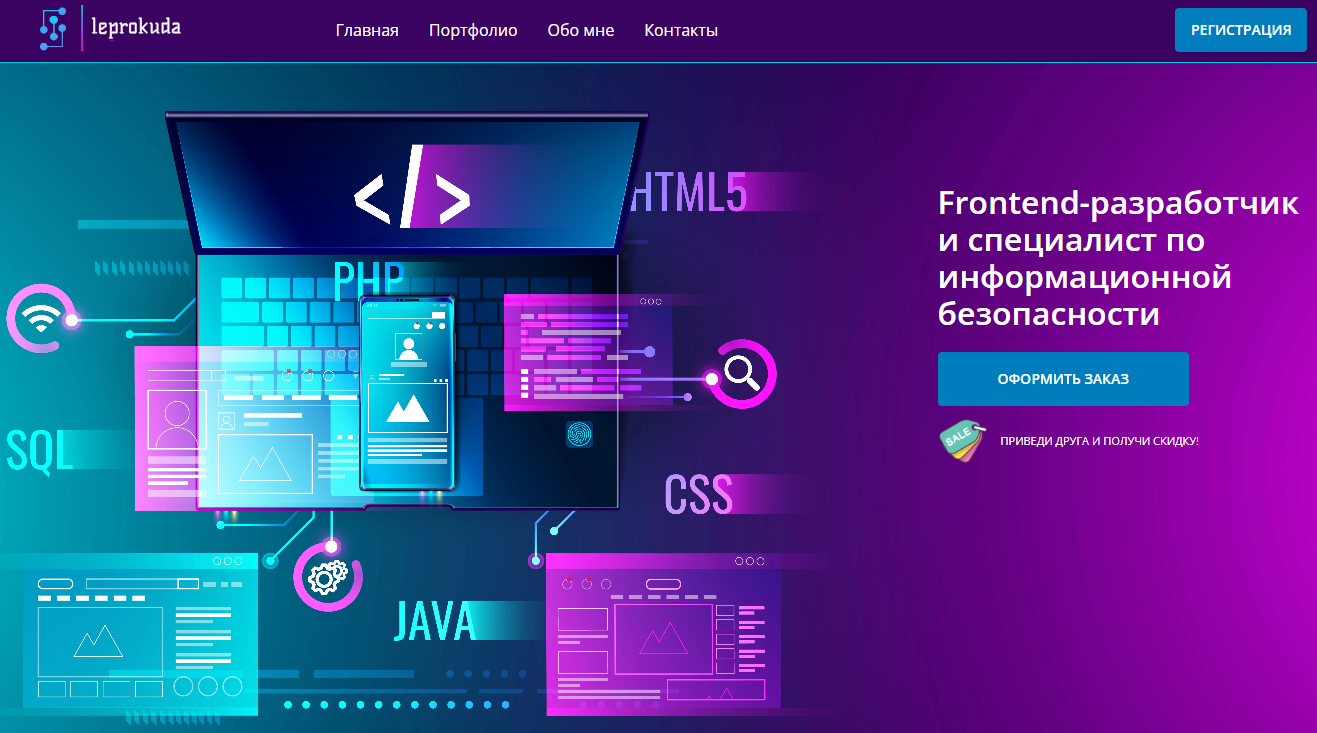 leprokuda
Главная
Портфолио
Обо мне
Контакты
РЕГИСТРАЦИЯ
</>
HTML5
PHP
SQL
CSS
JAVA
Frontend-разработчик
и специалист по
информационной
безопасности
ОФОРМИТЬ ЗАКАЗ
SALE
ПРИВЕДИ ДРУГА И ПОЛУЧИ СКИДКУ!